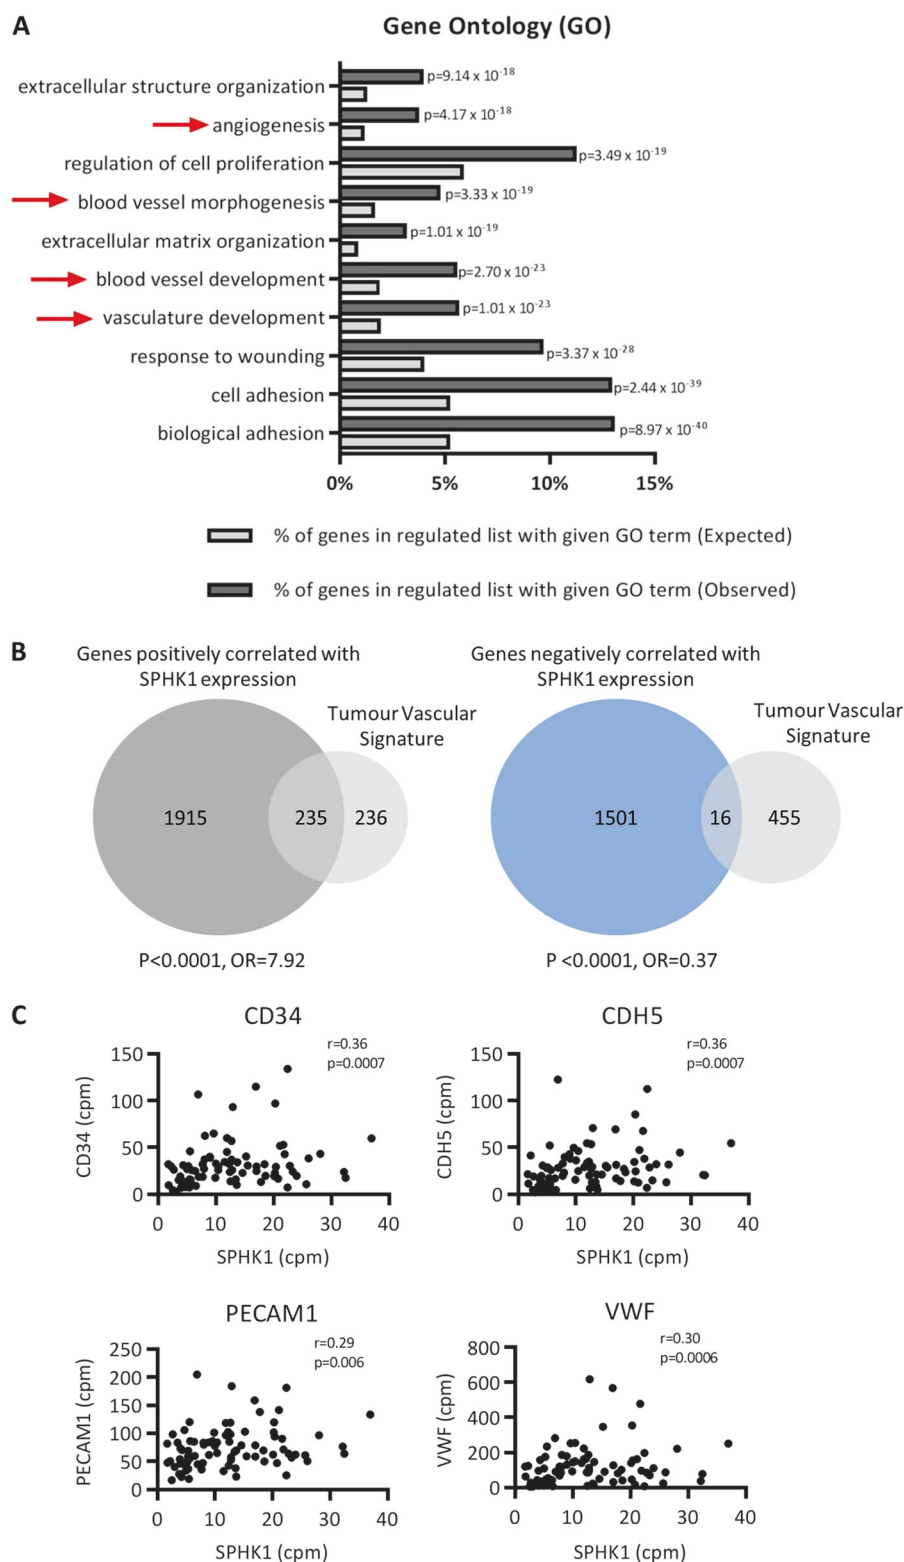 A
Gene Ontology (GO)
extracellular structure organization
p=9.14 x 10⁻¹⁸
angiogenesis
p=4.17 x 10⁻¹⁸
regulation of cell proliferation
p=3.49 x 10⁻¹⁹
blood vessel morphogenesis
p=3.33 x 10⁻¹⁹
extracellular matrix organization
p=1.01 x 10⁻¹⁹
blood vessel development
p=2.70 x 10⁻²³
vasculature development
p=1.01 x 10⁻²³
response to wounding
p=3.37 x 10⁻²⁸
cell adhesion
p=2.44 x 10⁻³⁹
biological adhesion
p=8.97 x 10⁻⁴⁰
0% 5% 10% 15%
% of genes in regulated list with given GO term (Expected)
% of genes in regulated list with given GO term (Observed)
B
Genes positively correlated with
SPHK1 expression
Tumour Vascular
Signature
1915 235 236
P<0.0001, OR=7.92
Genes negatively correlated with
SPHK1 expression
Tumour Vascular
Signature
1501 16 455
P <0.0001, OR=0.37
C
CD34
r=0.36
p=0.0007
CD34 (cpm)
150
100
50
0
0 10 20 30 40
SPHK1 (cpm)
CDH5
r=0.36
p=0.0007
CDH5 (cpm)
150
100
50
0
0 10 20 30 40
SPHK1 (cpm)
PECAM1
r=0.29
p=0.006
PECAM1 (cpm)
250
200
150
100
50
0
0 10 20 30 40
SPHK1 (cpm)
VWF
r=0.30
p=0.0006
VWF (cpm)
800
600
400
200
0
0 10 20 30 40
SPHK1 (cpm)